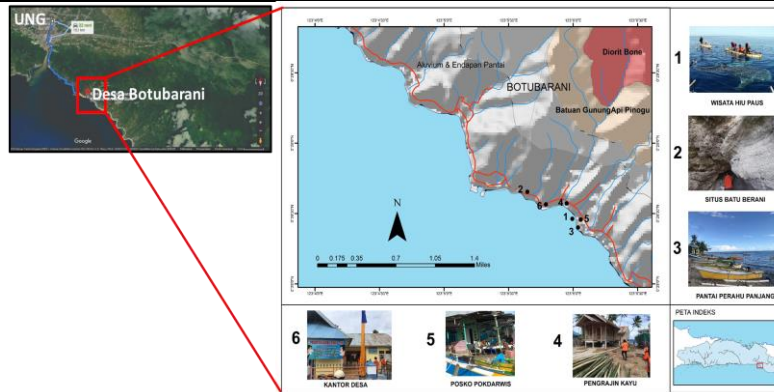 UNG
Desa Botubarani
Google
Aluvium & Endapan Pantai
BOTUBARANI
Diorit Bone
Batuan GunungApi Pinogu
2
6
4
1
5
3
N
0 0.175 0.35 0.7 1.05 1.4
Miles
1
WISATA HIU PAUS
2
SITUS BATU BERANI
3
PANTAI PERAHU PANJANG
6
KANTOR DESA
5
POSKO POKDARWIS
4
PENGRAJIN KAYU
PETA INDEKS